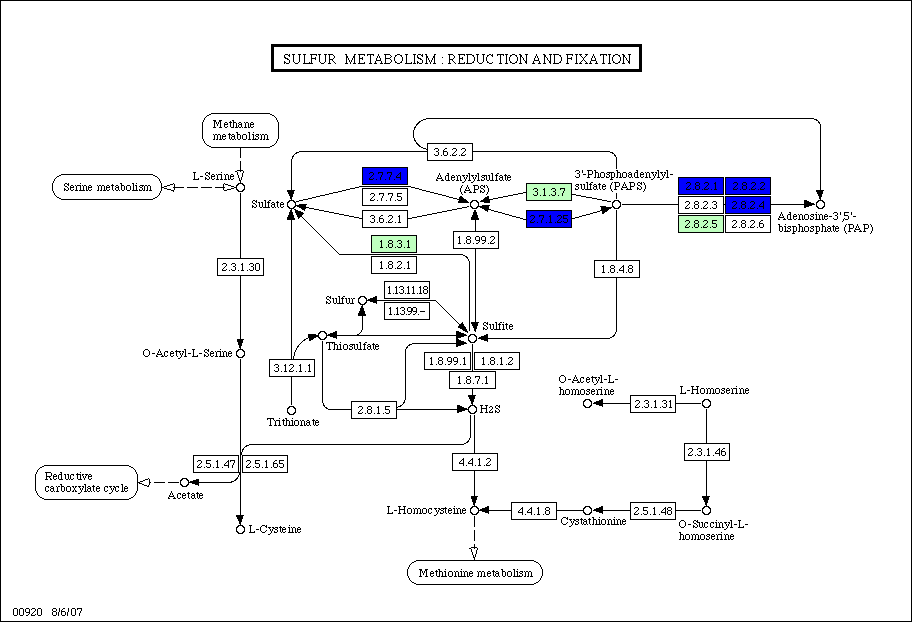 SULFUR METABOLISM : REDUCTION AND FIXATION
Methane
metabolism
3.6.2.2
L-Serine
Serine metabolism
2.7.7.4
Adenylylsulfate
(APS)
3'-Phosphoadenylyl-
sulfate (PAPS)
3.1.3.7
2.8.2.2
2.7.7.5
Sulfate
2.8.2.3
2.8.2.4
3.6.2.1
2.7.1.25
Adenosine-3',5'-
bisphosphate (PAP)
2.8.2.5
2.8.2.6
1.8.3.1
1.8.99.2
1.8.2.1
2.3.1.30
1.8.4.8
1.13.11.18
Sulfur
1.13.99.-
Sulfite
Thiosulfate
O-Acetyl-L-Serine
1.8.99.1
1.8.1.2
3.12.1.1
1.8.7.1
O-Acetyl-L-
homoserine
L-Homoserine
2.8.1.5
H2S
2.3.1.31
Trithionate
2.3.1.46
2.5.1.47
2.5.1.65
4.4.1.2
Reductive
carboxylate cycle
Acetate
L-Homocysteine
4.4.1.8
Cystathionine
2.5.1.48
O-Succinyl-L-
homoserine
L-Cysteine
Methionine metabolism
00920 8/6/07